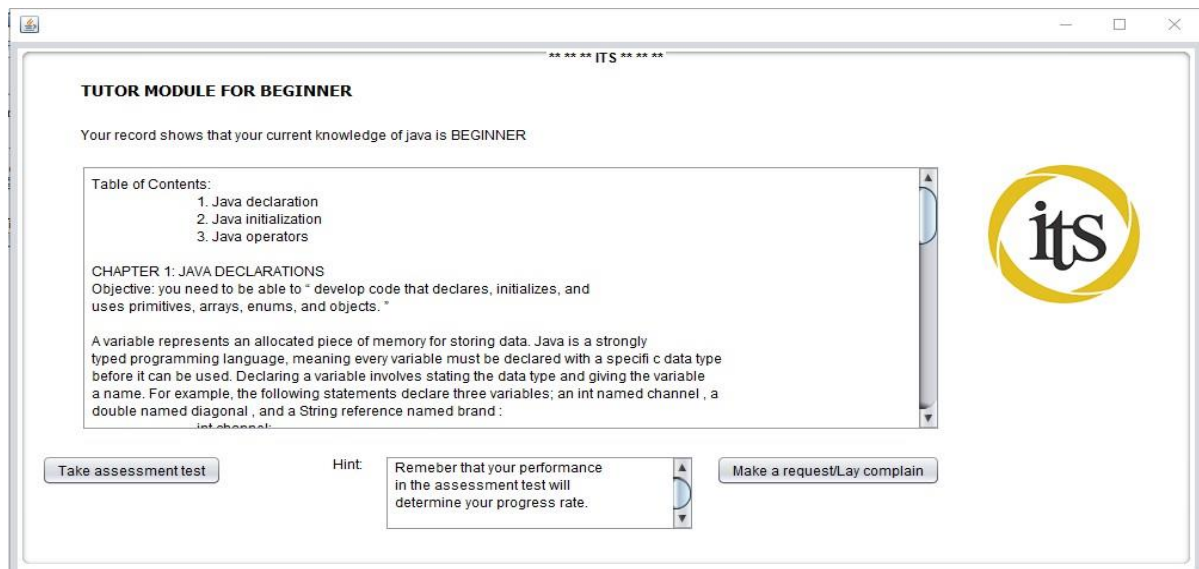 ** ** ** ITS ** ** **
TUTOR MODULE FOR BEGINNER
Your record shows that your current knowledge of java is BEGINNER
Table of Contents:
1. Java declaration
2. Java initialization
3. Java operators
CHAPTER 1: JAVA DECLARATIONS
Objective: you need to be able to “ develop code that declares, initializes, and
uses primitives, arrays, enums, and objects. ”
A variable represents an allocated piece of memory for storing data. Java is a strongly
typed programming language, meaning every variable must be declared with a specifi c data type
before it can be used. Declaring a variable involves stating the data type and giving the variable
a name. For example, the following statements declare three variables; an int named channel , a
double named diagonal , and a String reference named brand :
int channel;
its
Take assessment test
Hint:
Remeber that your performance
in the assessment test will
determine your progress rate.
Make a request/Lay complain